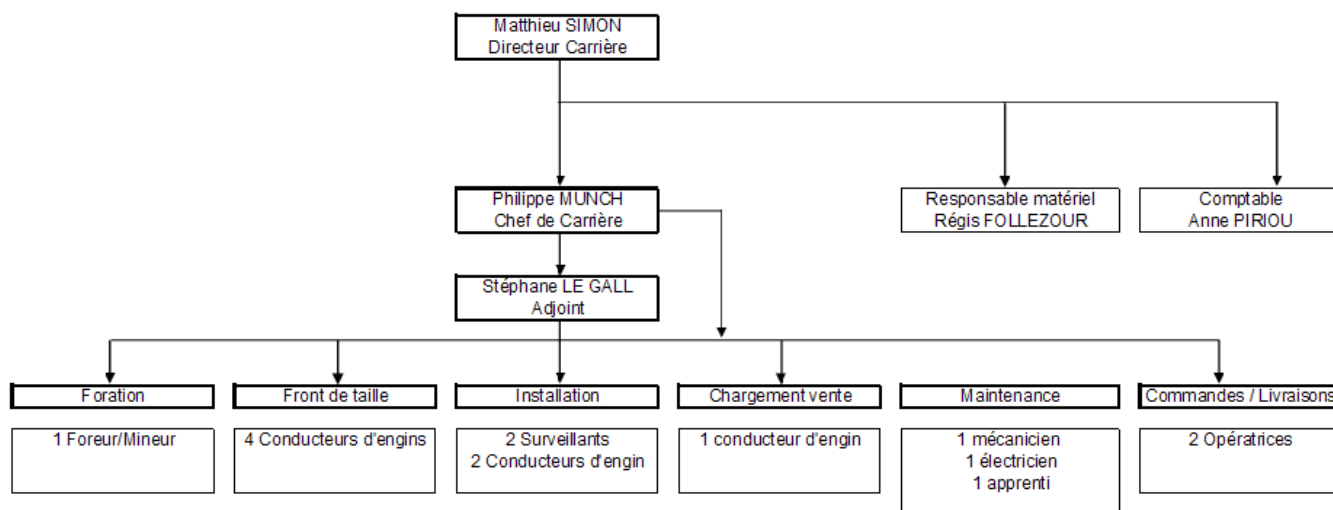 Matthieu SIMON
Directeur Carrière
Philippe MUNCH
Chef de Carrière
Responsable matériel
Régis FOLLEZOUR
Comptable
Anne PIRIOU
Stéphane LE GALL
Adjoint
Foration
Front de taille
Installation
Chargement vente
Maintenance
Commandes / Livraisons
1 Foreur/Mineur
4 Conducteurs d'engins
2 Surveillants
2 Conducteurs d'engin
1 conducteur d'engin
1 mécanicien
1 électricien
1 apprenti
2 Opératrices